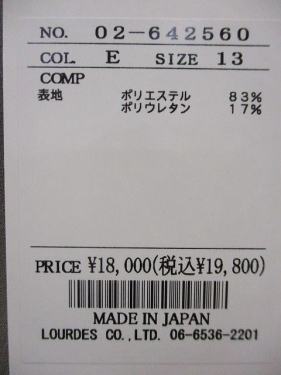 NO. 02-642560
COL. E SIZE 13
COMP
表地 ポリエステル 83%
ポリウレタン 17%
PRICE ¥18,000(税込¥19,800)
MADE IN JAPAN
LOURDES CO.,LTD. 06-6536-2201